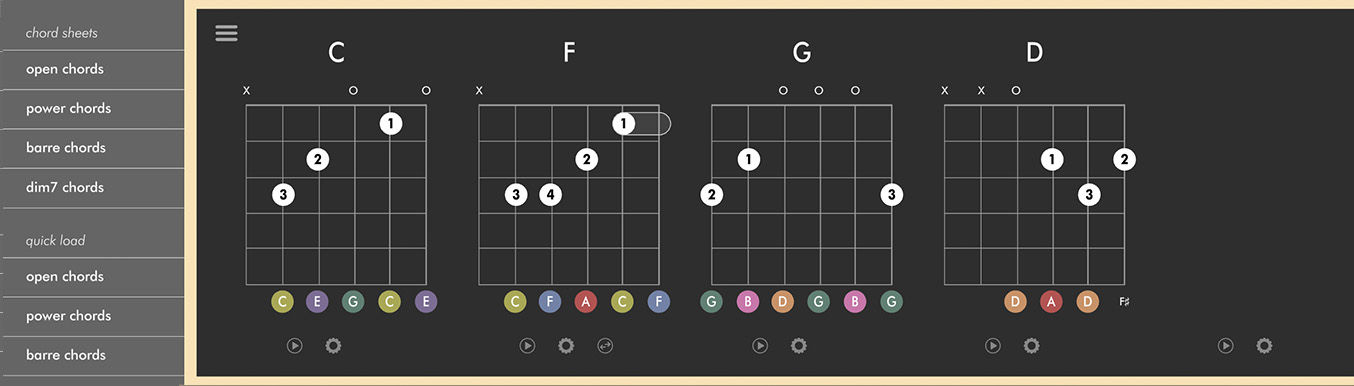 chord sheets
open chords
power chords
barre chords
dim7 chords
quick load
open chords
power chords
barre chords
C F G D
X O O X O O O X X O
1 1
2 2 1 1 2
3 3 4 2 3 3
C E G C E C F A C F G B D G B G D A D F♯